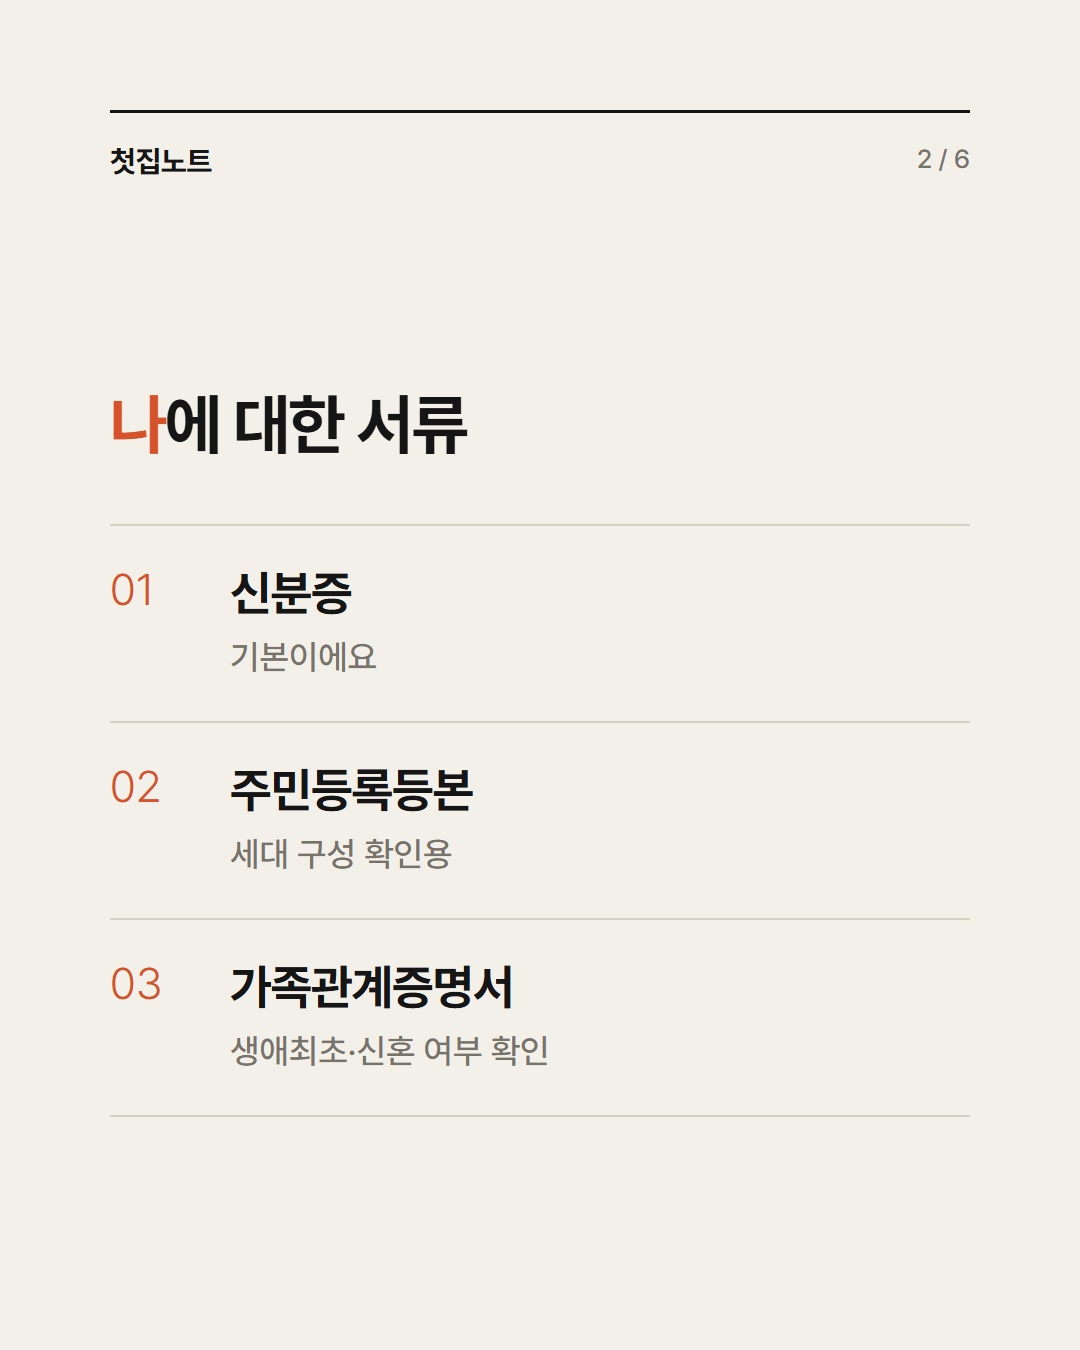 첫집노트
2 / 6
나에 대한 서류
01
신분증
기본이에요
02
주민등록등본
세대 구성 확인용
03
가족관계증명서
생애최초·신혼 여부 확인